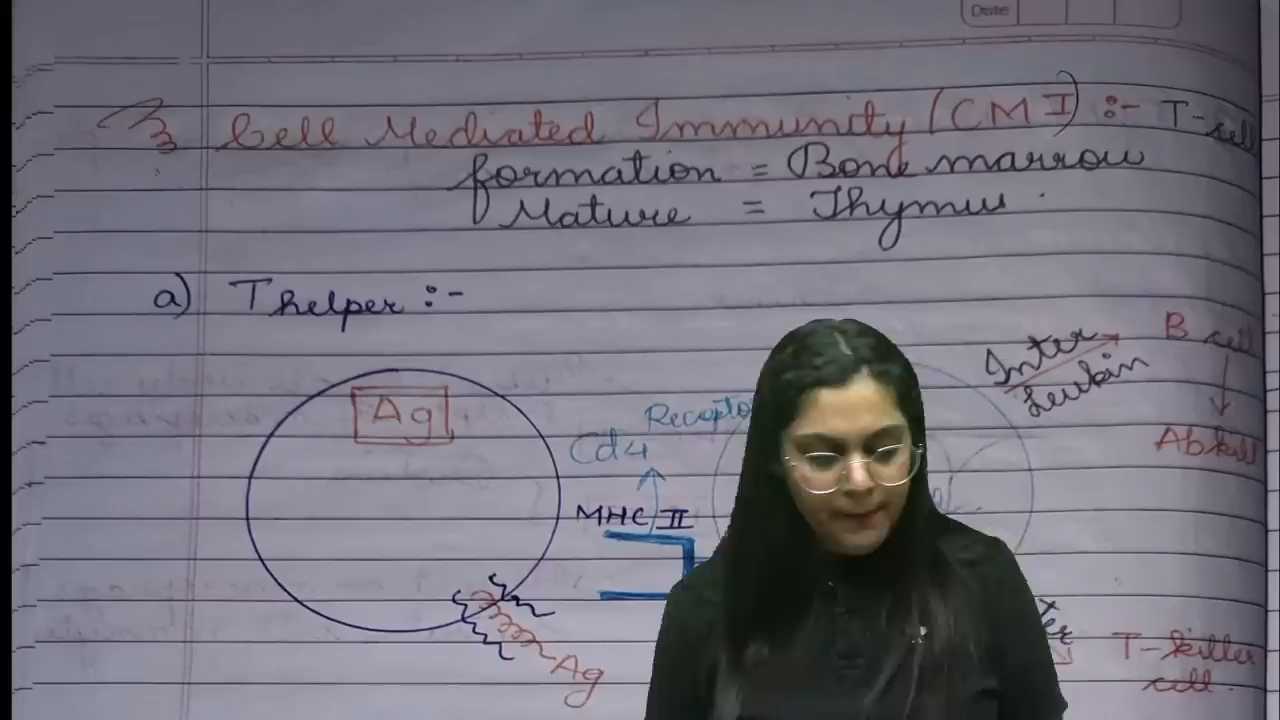 Date
3 Cell Mediated Immunity (CMI) :- T-cell
formation = Bone marrow
Mature = Thymus
a) T helper :-
Inter
Leukin
B cell
Ag
Receptor
Cd4
Ab kill
MHC II
T-killer
cell
Ag